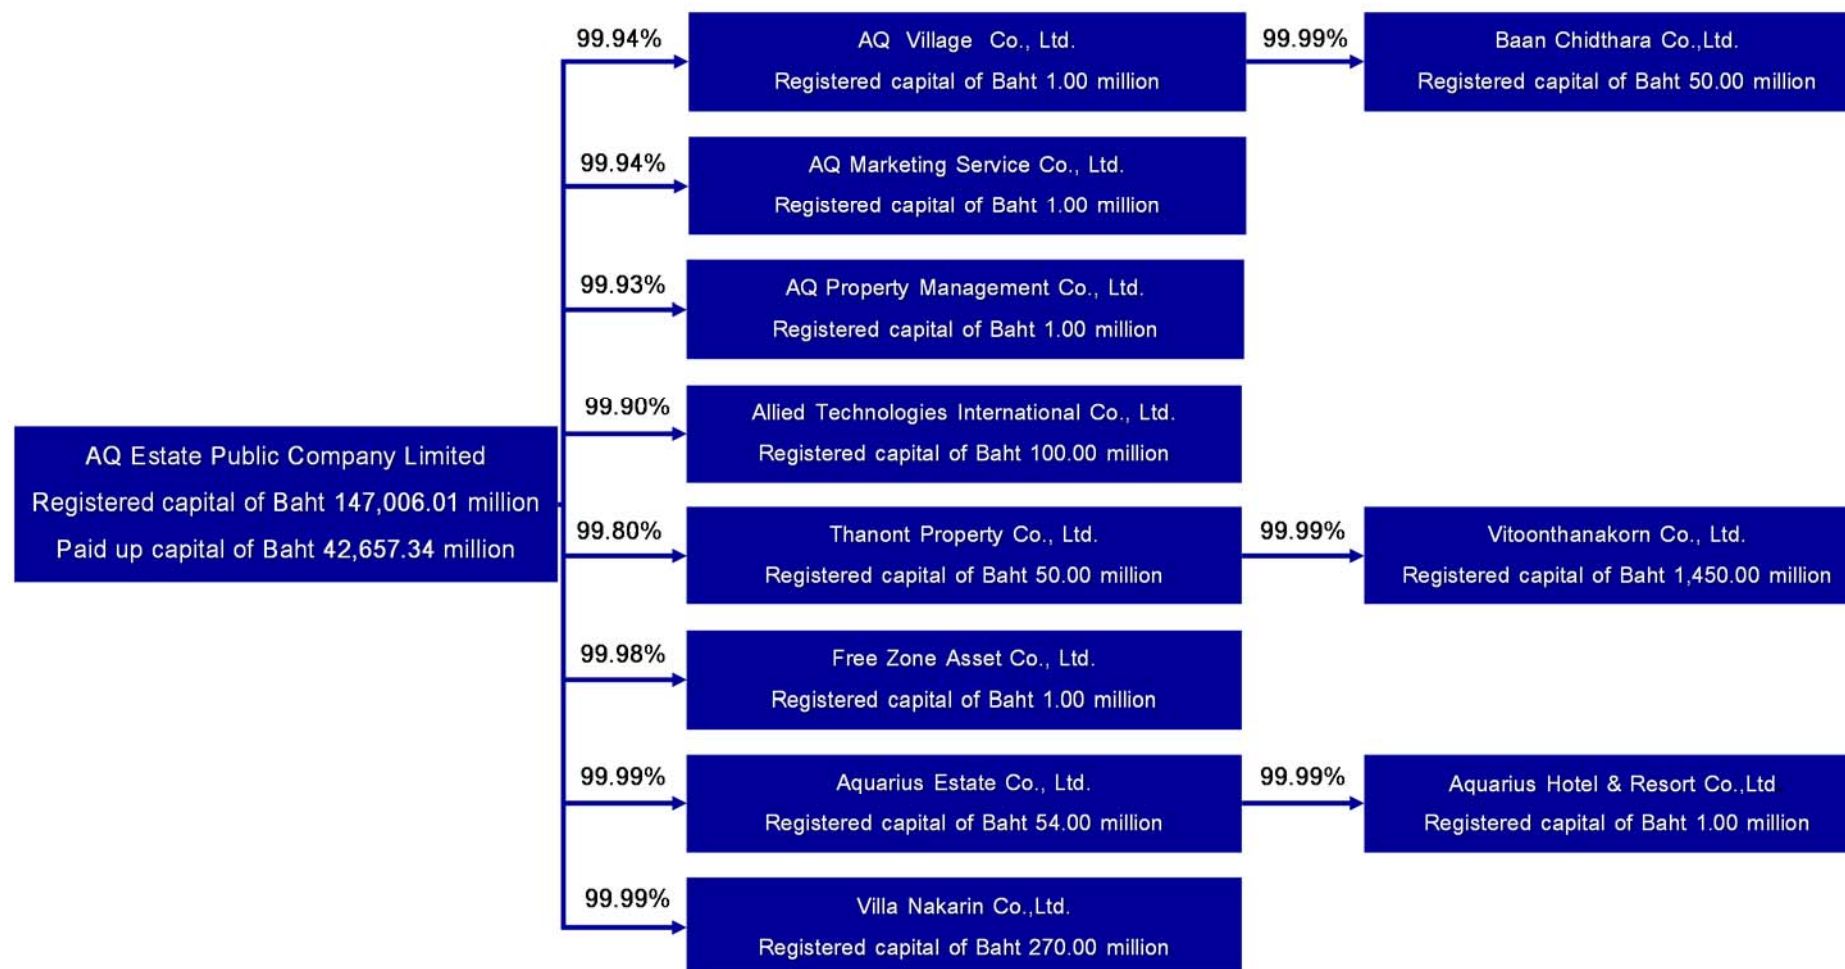 99.94%
AQ Village Co., Ltd.
Registered capital of Baht 1.00 million
99.99%
Baan Chidthara Co.,Ltd.
Registered capital of Baht 50.00 million
99.94%
AQ Marketing Service Co., Ltd.
Registered capital of Baht 1.00 million
99.93%
AQ Property Management Co., Ltd.
Registered capital of Baht 1.00 million
99.90%
Allied Technologies International Co., Ltd.
Registered capital of Baht 100.00 million
AQ Estate Public Company Limited
Registered capital of Baht 147,006.01 million
Paid up capital of Baht 42,657.34 million
99.80%
Thanont Property Co., Ltd.
Registered capital of Baht 50.00 million
99.99%
Vitoonthanakorn Co., Ltd.
Registered capital of Baht 1,450.00 million
99.98%
Free Zone Asset Co., Ltd.
Registered capital of Baht 1.00 million
99.99%
Aquarius Estate Co., Ltd.
Registered capital of Baht 54.00 million
99.99%
Aquarius Hotel & Resort Co.,Ltd.
Registered capital of Baht 1.00 million
99.99%
Villa Nakarin Co.,Ltd.
Registered capital of Baht 270.00 million